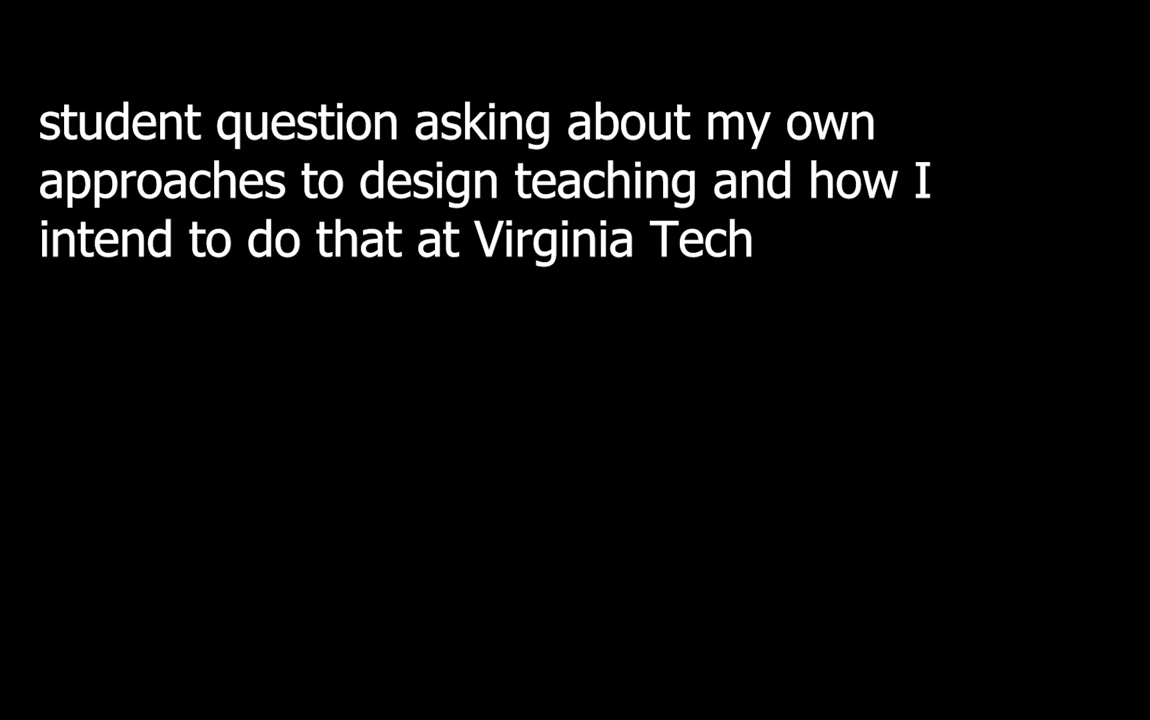 student question asking about my own
approaches to design teaching and how I
intend to do that at Virginia Tech